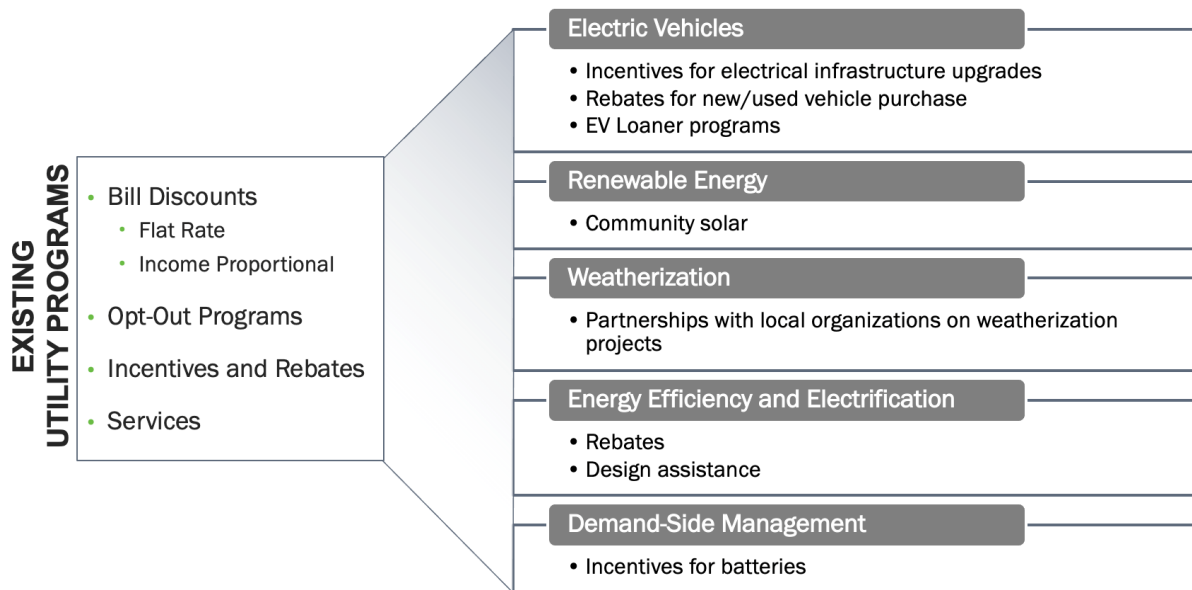 EXISTING
UTILITY PROGRAMS
• Bill Discounts
• Flat Rate
• Income Proportional
• Opt-Out Programs
• Incentives and Rebates
• Services
Electric Vehicles
• Incentives for electrical infrastructure upgrades
• Rebates for new/used vehicle purchase
• EV Loaner programs
Renewable Energy
• Community solar
Weatherization
• Partnerships with local organizations on weatherization
projects
Energy Efficiency and Electrification
• Rebates
• Design assistance
Demand-Side Management
• Incentives for batteries